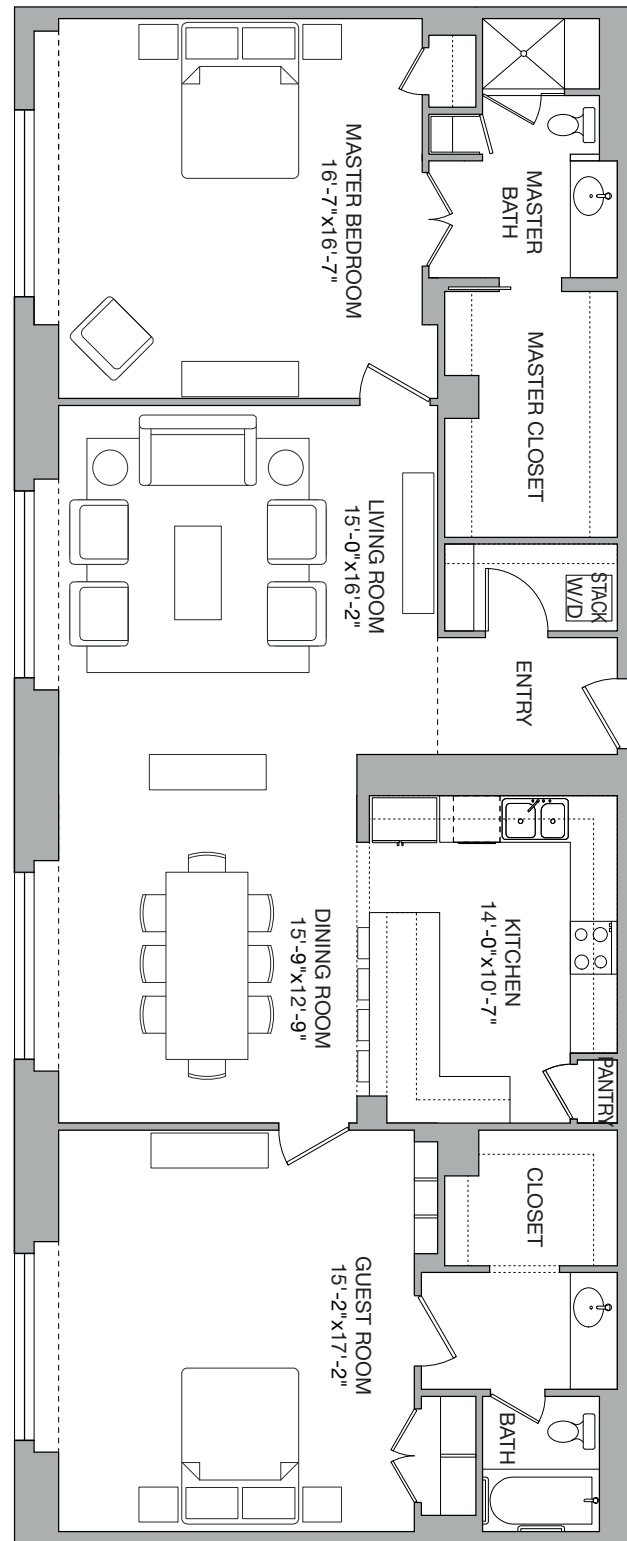 MASTER BEDROOM
16'-7"x16'-7"
MASTER
BATH
MASTER CLOSET
LIVING ROOM
15'-0"x16'-2"
STACK
W/D
ENTRY
DINING ROOM
15'-9"x12'-9"
KITCHEN
14'-0"x10'-7"
PANTRY
GUEST ROOM
15'-2"x17'-2"
CLOSET
BATH